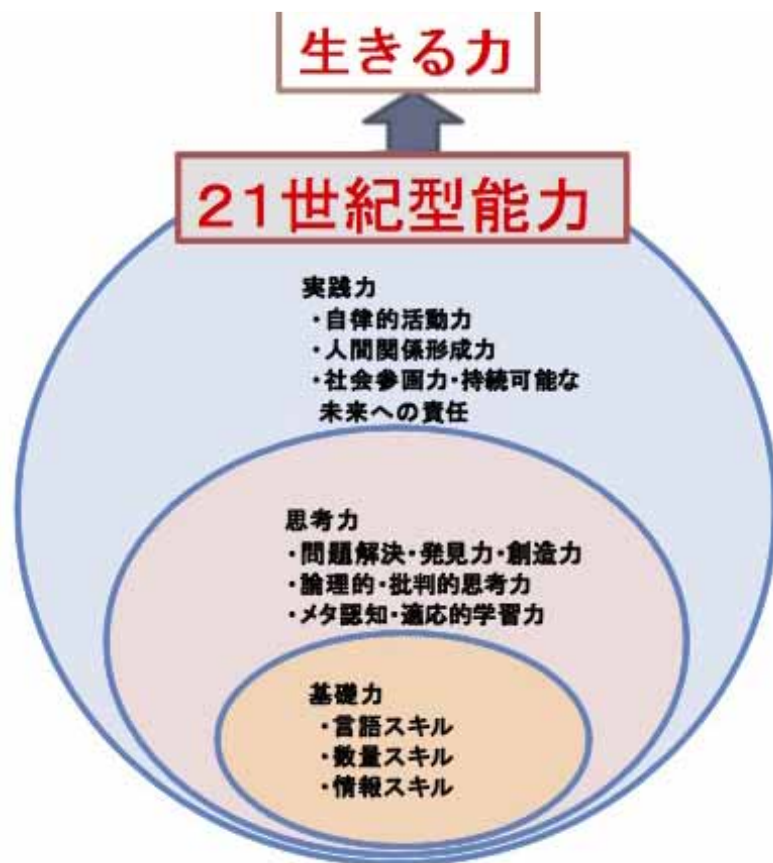 生きる力
21世紀型能力
実践力
・自律的活動力
・人間関係形成力
・社会参画力・持続可能な
未来への責任
思考力
・問題解決・発見力・創造力
・論理的・批判的思考力
・メタ認知・適応的学習力
基礎力
・言語スキル
・数量スキル
・情報スキル